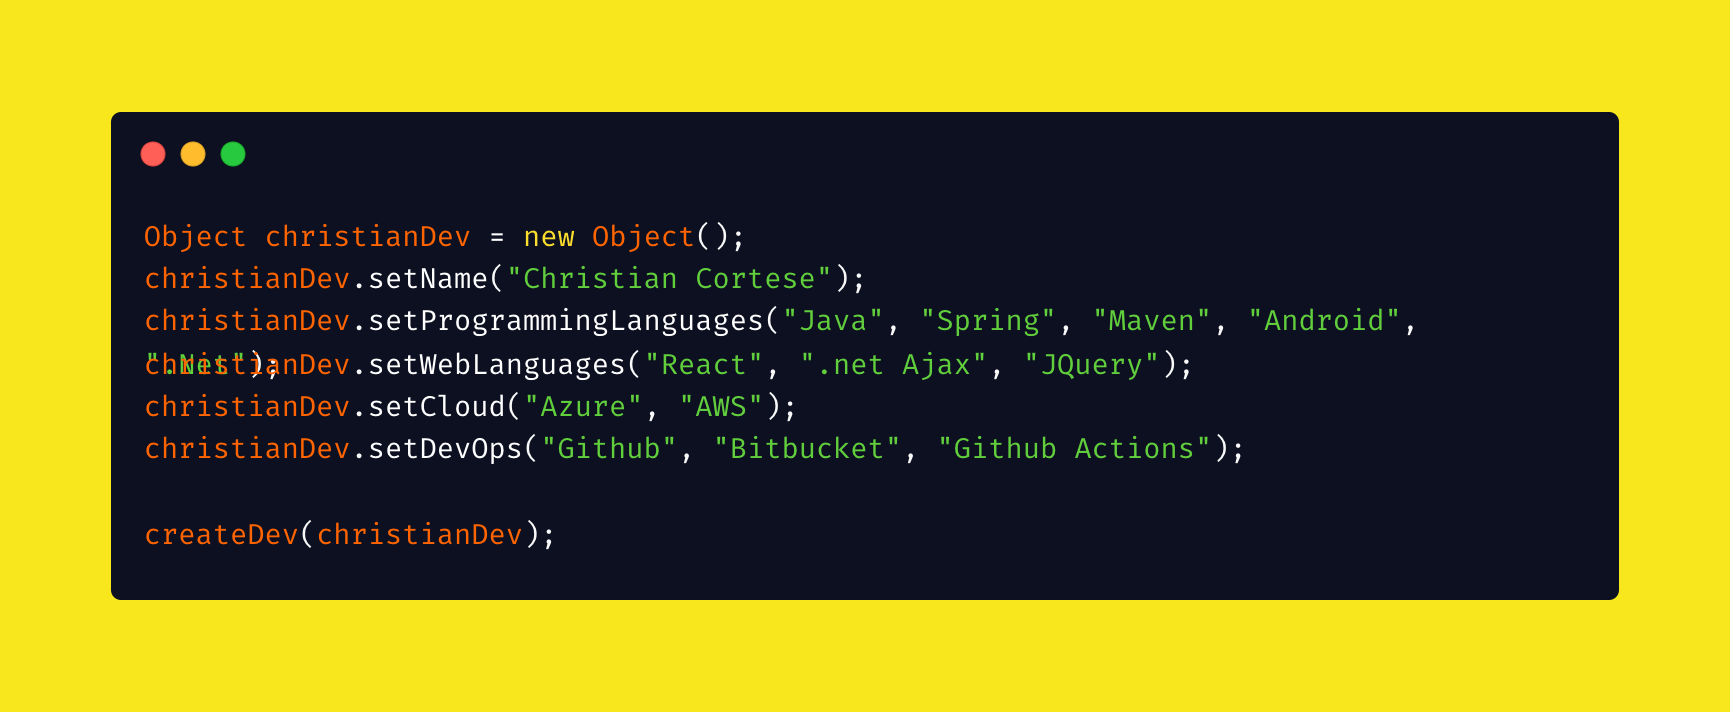 Object christianDev = new Object();
christianDev.setName("Christian Cortese");
christianDev.setProgrammingLanguages("Java", "Spring", "Maven", "Android",
".Net");
christianDev.setWebLanguages("React", ".net Ajax", "JQuery");
christianDev.setCloud("Azure", "AWS");
christianDev.setDevOps("Github", "Bitbucket", "Github Actions");
createDev(christianDev);